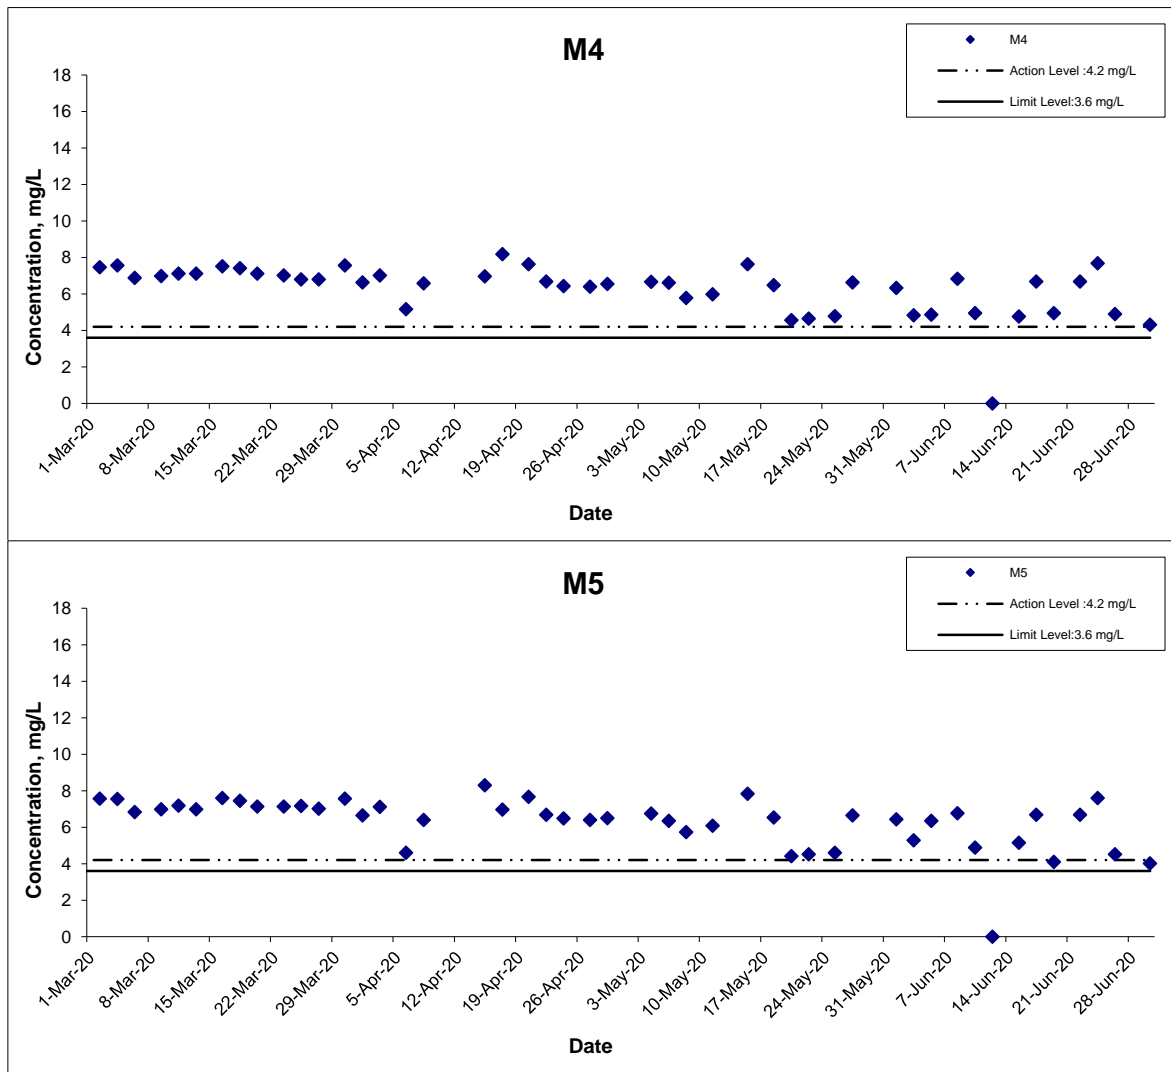 M4
M4
Action Level :4.2 mg/L
Limit Level:3.6 mg/L
18
16
14
12
10
8
6
4
2
0
Concentration, mg/L
1-Mar-20
8-Mar-20
15-Mar-20
22-Mar-20
29-Mar-20
5-Apr-20
12-Apr-20
19-Apr-20
26-Apr-20
3-May-20
10-May-20
17-May-20
24-May-20
31-May-20
7-Jun-20
14-Jun-20
21-Jun-20
28-Jun-20
Date
M5
M5
Action Level :4.2 mg/L
Limit Level:3.6 mg/L
18
16
14
12
10
8
6
4
2
0
Concentration, mg/L
1-Mar-20
8-Mar-20
15-Mar-20
22-Mar-20
29-Mar-20
5-Apr-20
12-Apr-20
19-Apr-20
26-Apr-20
3-May-20
10-May-20
17-May-20
24-May-20
31-May-20
7-Jun-20
14-Jun-20
21-Jun-20
28-Jun-20
Date